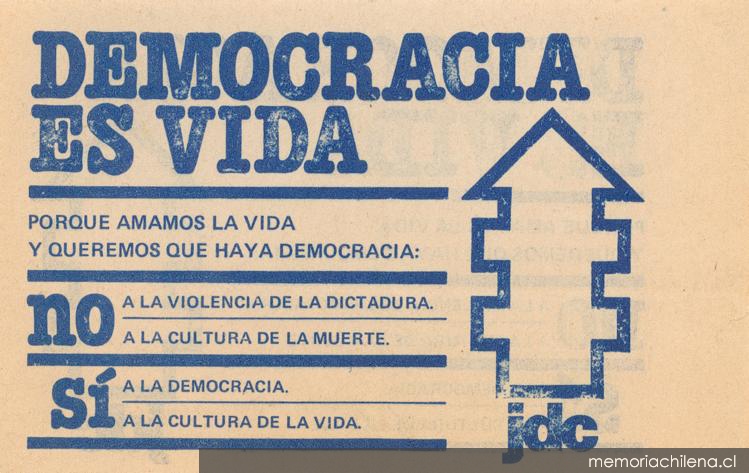 DEMOCRACIA
ES VIDA
PORQUE AMAMOS LA VIDA
Y QUEREMOS QUE HAYA DEMOCRACIA:
no
A LA VIOLENCIA DE LA DICTADURA.
A LA CULTURA DE LA MUERTE.
sí
A LA DEMOCRACIA.
A LA CULTURA DE LA VIDA.
jdc
memoriachilena.cl